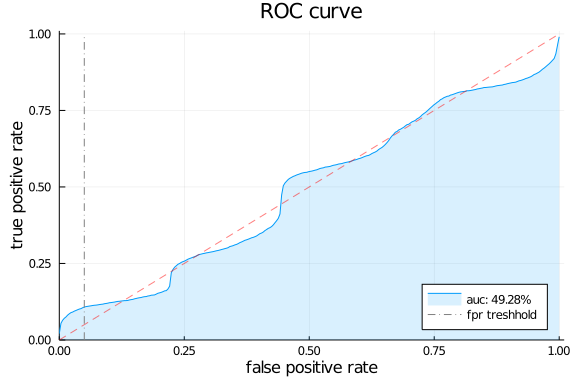 ROC curve
true positive rate
1.00
0.75
0.50
0.25
0.00
0.00 0.25 0.50 0.75 1.00
false positive rate
auc: 49.28%
fpr treshhold